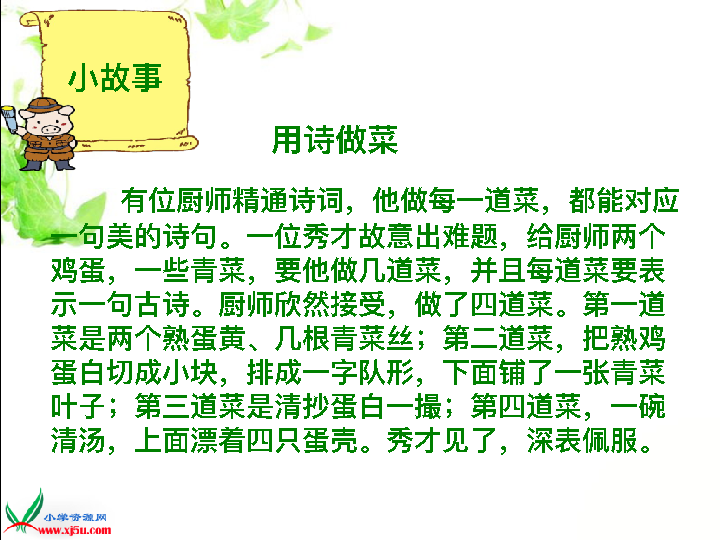 小故事
用诗做菜
有位厨师精通诗词，他做每一道菜，都能对应
一句美的诗句。一位秀才故意出难题，给厨师两个
鸡蛋，一些青菜，要他做几道菜，并且每道菜要表
示一句古诗。厨师欣然接受，做了四道菜。第一道
菜是两个熟蛋黄、几根青菜丝；第二道菜，把熟鸡
蛋白切成小块，排成一字队形，下面铺了一张青菜
叶子；第三道菜是清抄蛋白一撮；第四道菜，一碗
清汤，上面漂着四只蛋壳。秀才见了，深表佩服。
小学资源网
www.xj5u.com